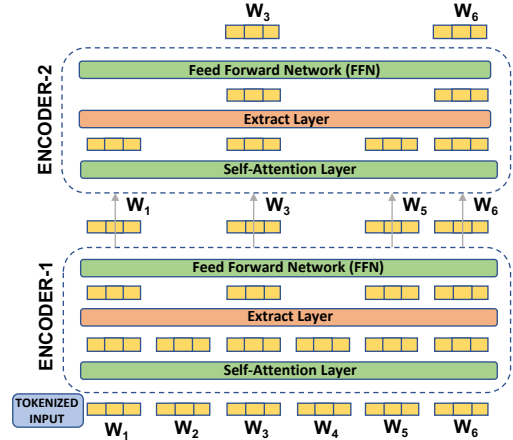 W3 W6
ENCODER-2
Feed Forward Network (FFN)
Extract Layer
Self-Attention Layer
W1 W3 W5 W6
ENCODER-1
Feed Forward Network (FFN)
Extract Layer
Self-Attention Layer
TOKENIZED
INPUT
W1 W2 W3 W4 W5 W6